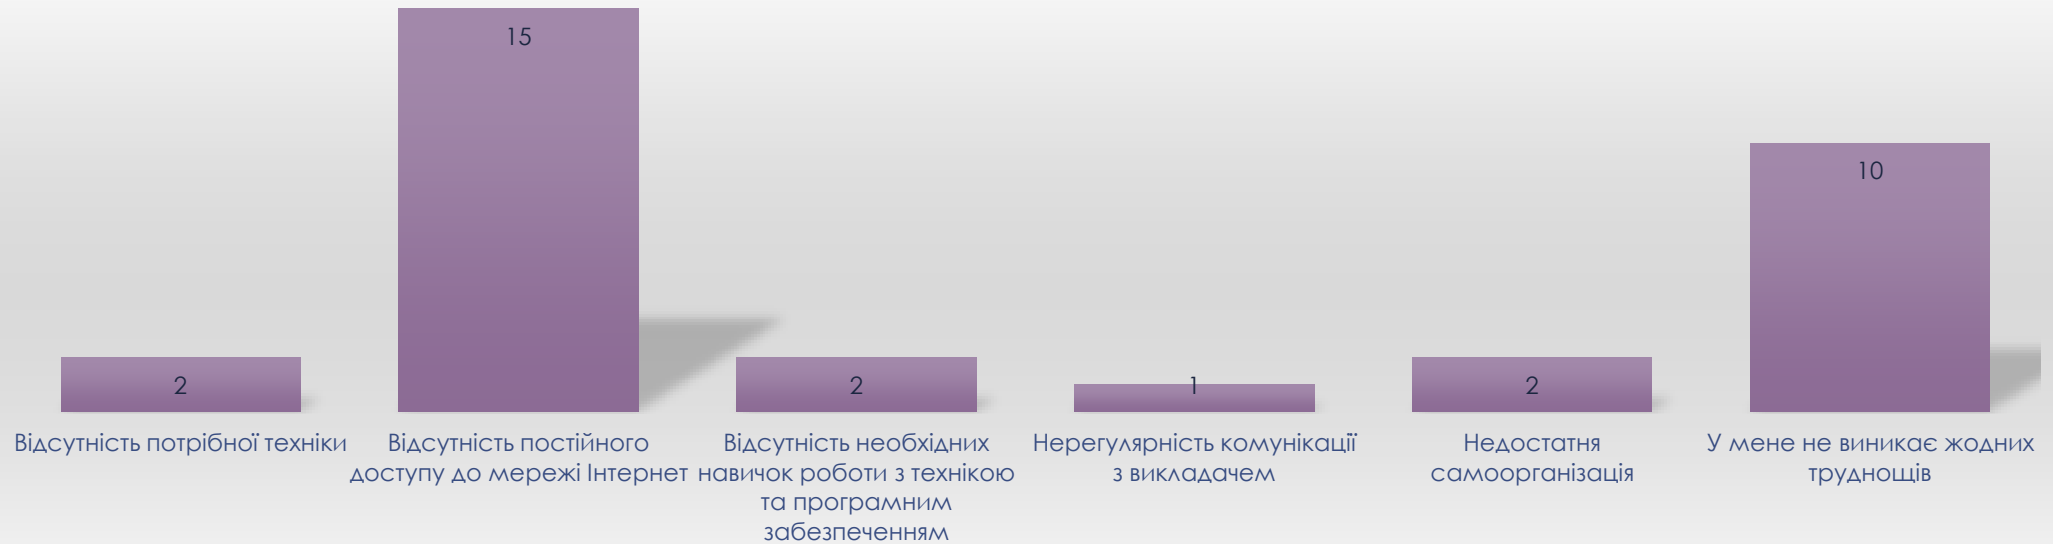 15
10
2
2
1
2
Відсутність потрібної техніки
Відсутність постійного
доступу до мережі Інтернет
Відсутність необхідних
навичок роботи з технікою
та програмним
забезпеченням
Нерегулярність комунікації
з викладачем
Недостатня
самоорганізація
У мене не виникає жодних
труднощів